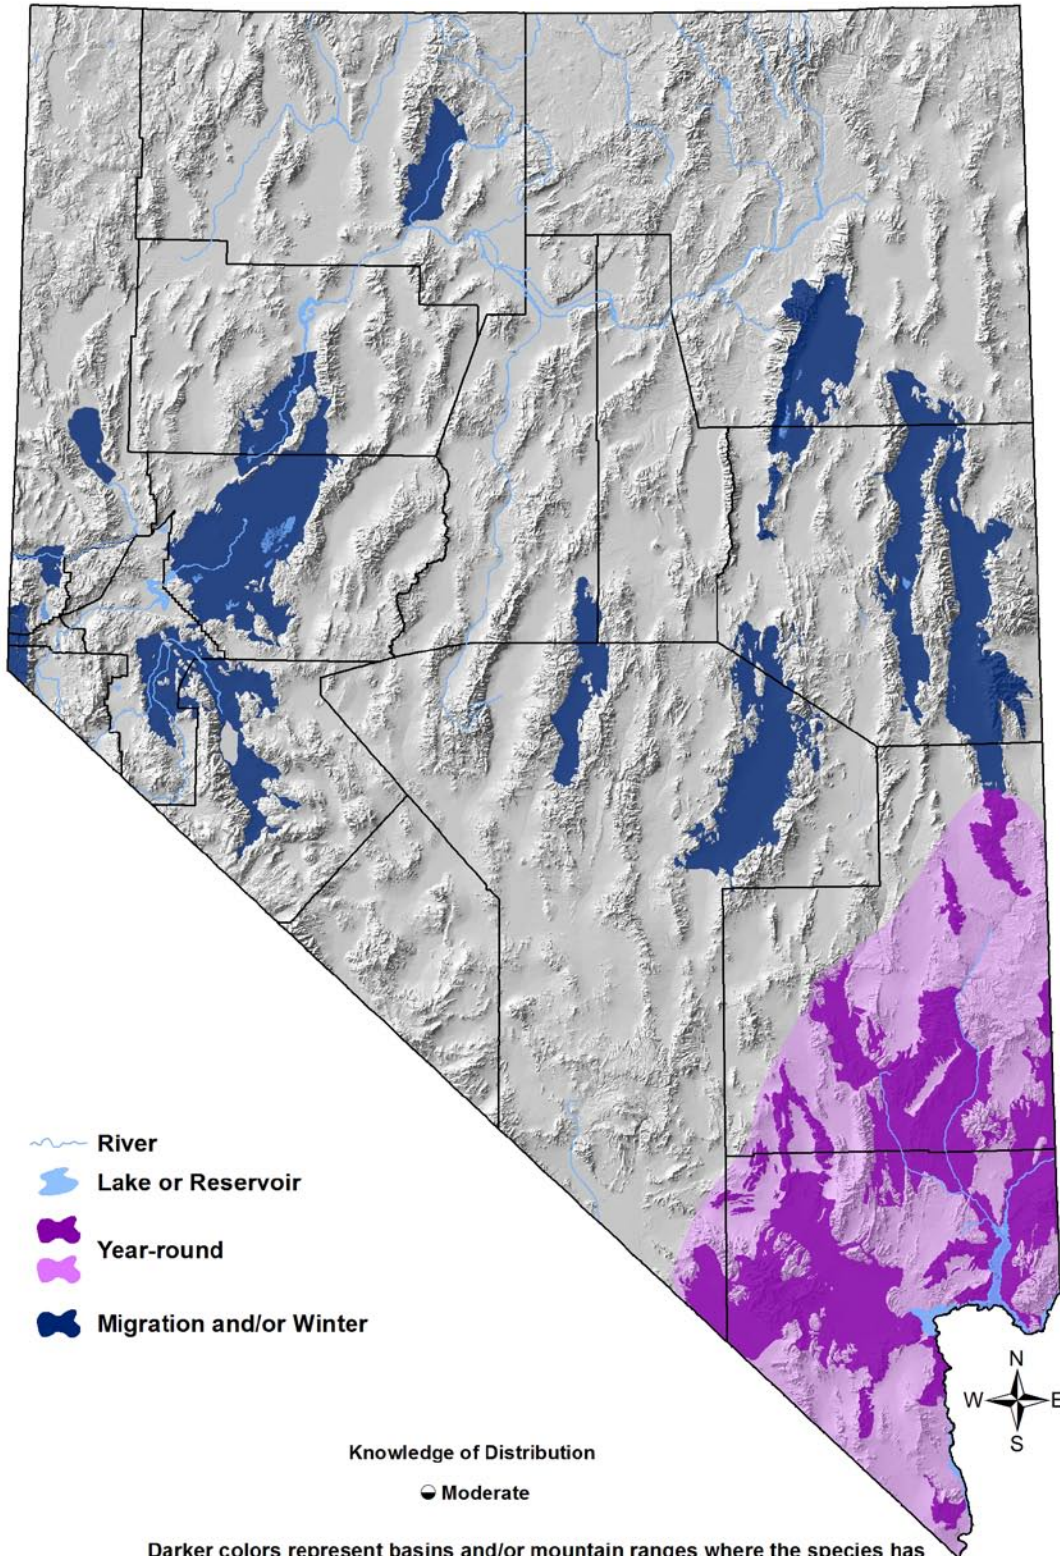 River
Lake or Reservoir
Year-round
Migration and/or Winter
N
W E
S
Knowledge of Distribution
Moderate
Darker colors represent basins and/or mountain ranges where the species has